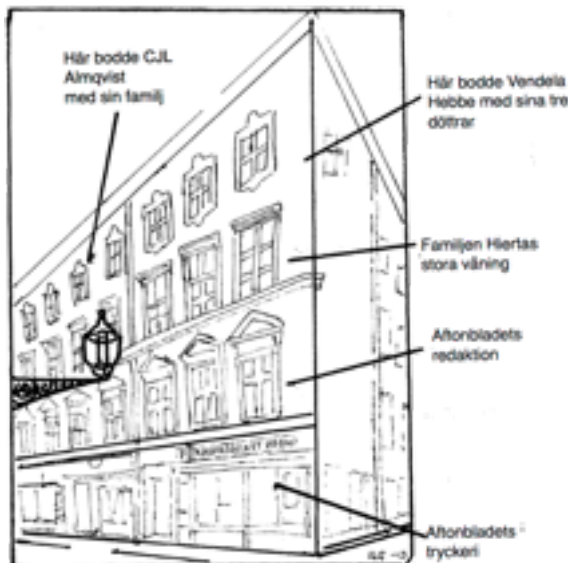 Här bodde CJL
Almqvist
med sin familj
Här bodde Vendela
Hebbe med sina tre
döttrar
Familjen Hiertas
stora våning
Aftonbladets
redaktion
Aftonbladets
tryckeri